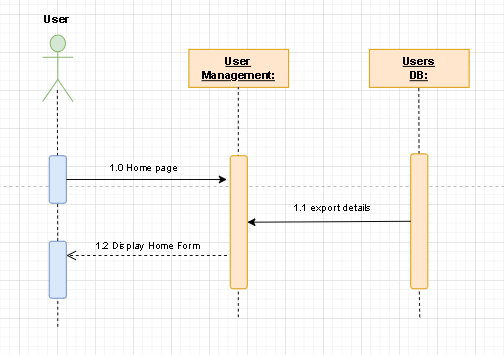 User
User
Management:
Users
DB:
1.0 Home page
1.1 export details
1.2 Display Home Form